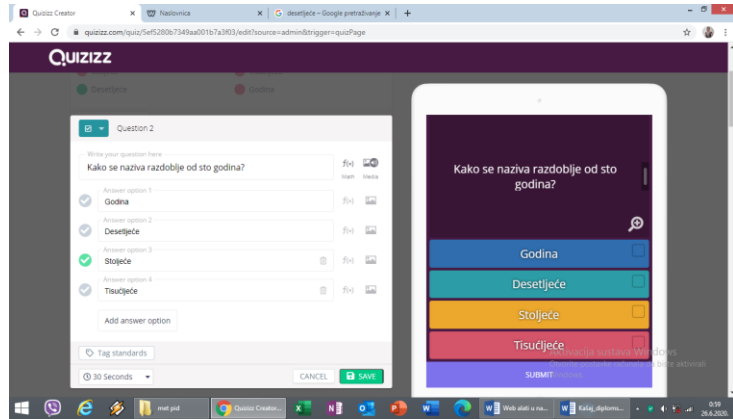 Quizizz Creator
Naslovnica
desetljeće – Google pretraživanje
quizizz.com/quiz/5ef5280b7349aa001b7a3f03/edit?source=admin&trigger=quizPage
QUIZIZZ
Desetljeće
Godina
Question 2
Write your question here
Kako se naziva razdoblje od sto godina?
f(x)
Math
Media
Answer option 1
Godina
f(x)
Answer option 2
Desetljeće
f(x)
Answer option 3
Stoljeće
f(x)
Answer option 4
Tisućljeće
f(x)
Add answer option
Tag standards
30 Seconds
CANCEL
SAVE
Kako se naziva razdoblje od sto
godina?
Godina
Desetljeće
Stoljeće
Tisućljeće
SUBMIT
Aktivacija sustava Windows
met pid
Quizizz Creator...
Web alati u na...
Kalaj_diploms...
0:59
26.6.2020.